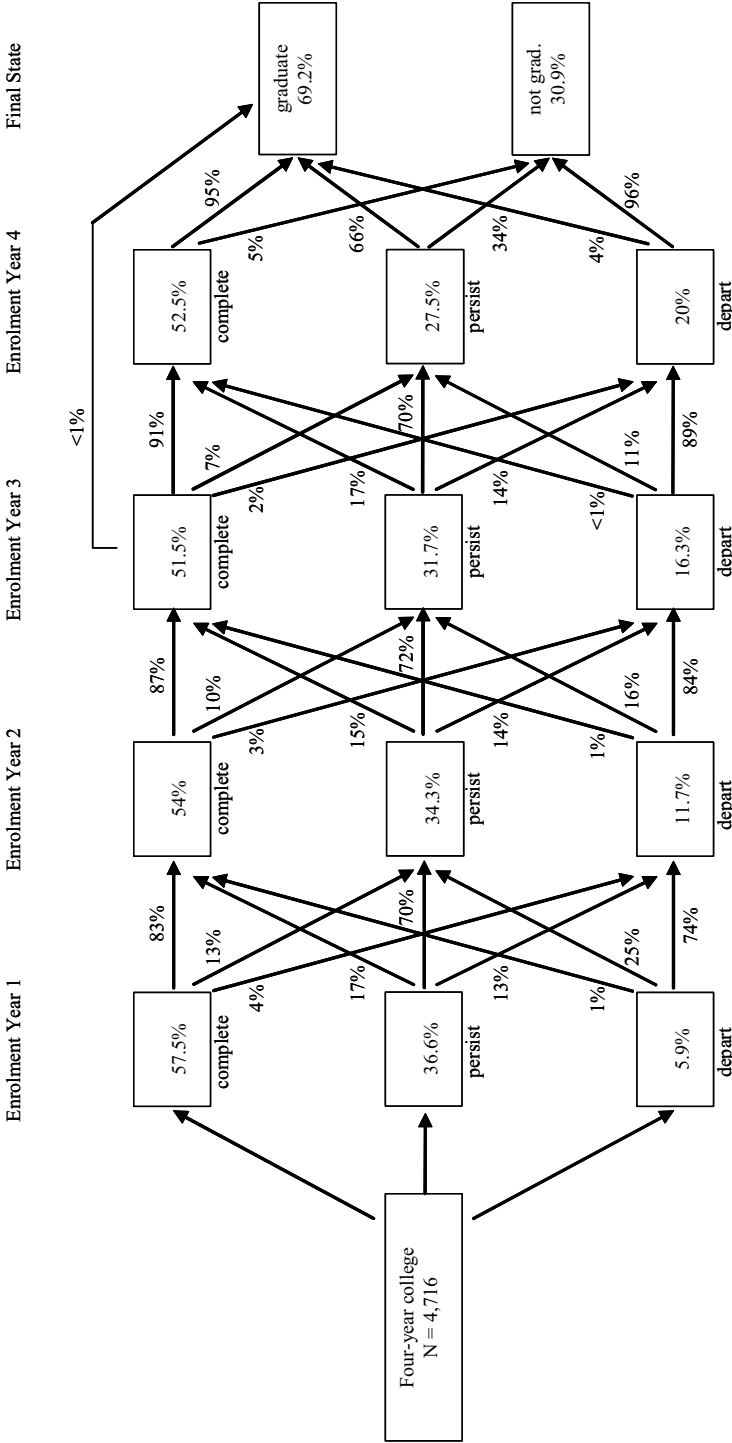 Enrolment Year 1
Enrolment Year 2
Enrolment Year 3
Enrolment Year 4
Final State
<1%
Four-year college
N = 4,716
57.5%
complete
36.6%
persist
5.9%
depart
83%
13%
4%
17%
70%
13%
1%
25%
74%
54%
complete
34.3%
persist
11.7%
depart
87%
10%
3%
15%
72%
14%
1%
16%
84%
51.5%
complete
31.7%
persist
16.3%
depart
91%
7%
2%
17%
70%
14%
<1%
11%
89%
52.5%
complete
27.5%
persist
20%
depart
95%
5%
66%
34%
4%
96%
graduate
69.2%
not grad.
30.9%